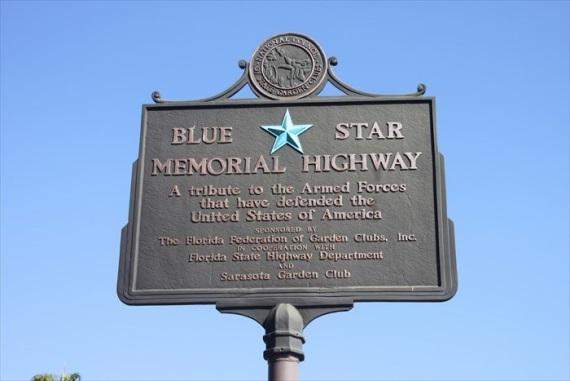 BLUE STAR
MEMORIAL HIGHWAY
A tribute to the Armed Forces
that have defended the
United States of America
SPONSORED BY
The Florida Federation of Garden Clubs, Inc.
IN COOPERATION WITH
Florida State Highway Department
AND
Sarasota Garden Club